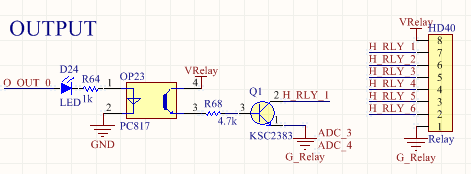 OUTPUT
O_OUT_0
D24
LED
R64
1k
OP23
1
2
4
3
PC817
GND
VRelay
R68
4.7k
Q1
3
2
1
H_RLY_1
KSC2383
ADC_3
ADC_4
G_Relay
VRelay
HD40
8
H_RLY_1
7
H_RLY_2
6
H_RLY_3
5
H_RLY_4
4
H_RLY_5
3
H_RLY_6
2
1
Relay
G_Relay